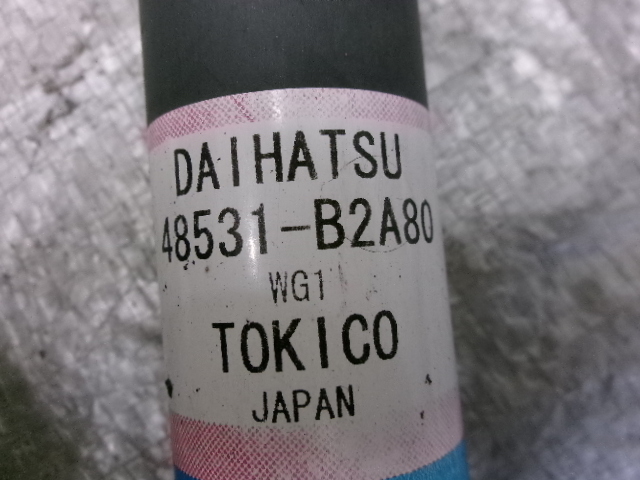 DAIHATSU
48531-B2A80
WG1
TOKICO
JAPAN